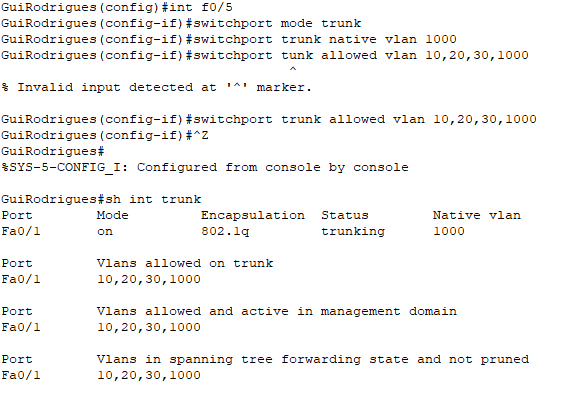 GuiRodrigues(config)#int f0/5
GuiRodrigues(config-if)#switchport mode trunk
GuiRodrigues(config-if)#switchport trunk native vlan 1000
GuiRodrigues(config-if)#switchport tunk allowed vlan 10,20,30,1000
^
% Invalid input detected at '^' marker.
GuiRodrigues(config-if)#switchport trunk allowed vlan 10,20,30,1000
GuiRodrigues(config-if)#^Z
GuiRodrigues#
%SYS-5-CONFIG_I: Configured from console by console
GuiRodrigues#sh int trunk
Port Mode Encapsulation Status Native vlan
Fa0/1 on 802.1q trunking 1000
Port Vlans allowed on trunk
Fa0/1 10,20,30,1000
Port Vlans allowed and active in management domain
Fa0/1 10,20,30,1000
Port Vlans in spanning tree forwarding state and not pruned
Fa0/1 10,20,30,1000